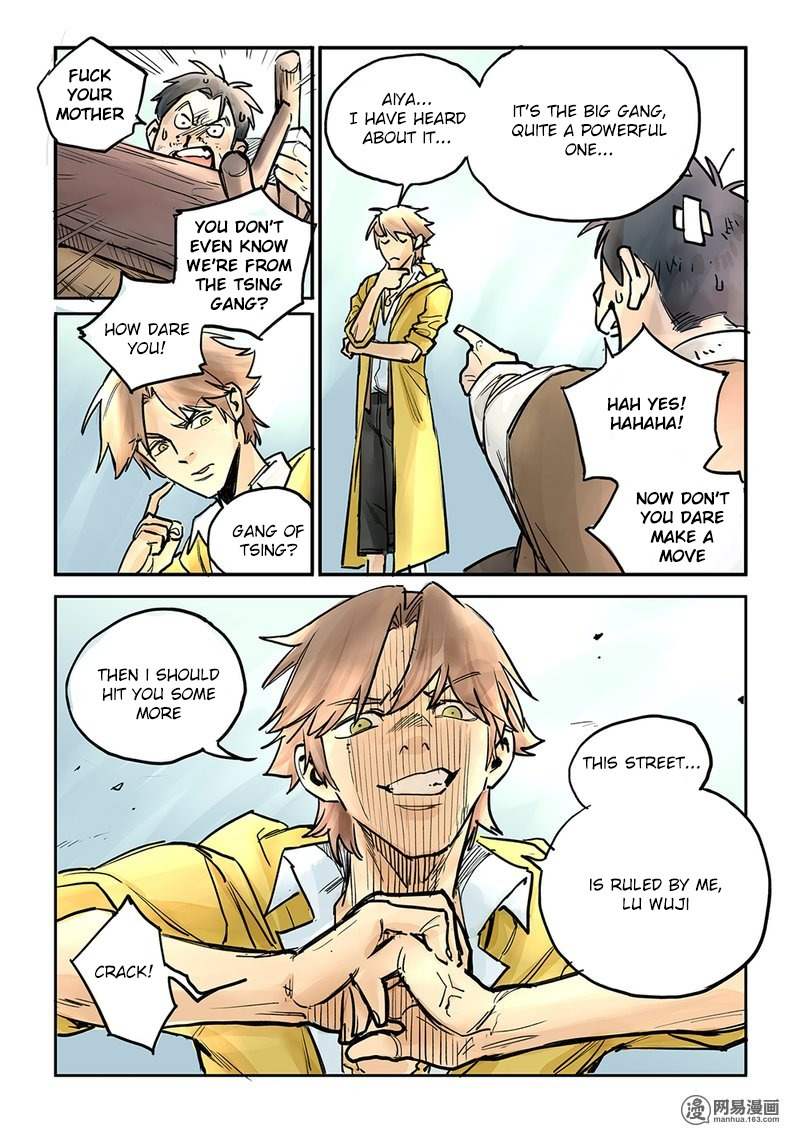 FUCK
YOUR
MOTHER
YOU DON'T
EVEN KNOW
WE'RE FROM
THE TSING
GANG?
HOW DARE
YOU!
GANG OF
TSING?
AIYA...
I HAVE HEARD
ABOUT IT...
IT'S THE BIG GANG,
QUITE A POWERFUL
ONE...
HAH YES!
HAHAHA!
NOW DON'T
YOU DARE
MAKE A
MOVE
THEN I SHOULD
HIT YOU SOME
MORE
THIS STREET...
IS RULED BY ME,
LU WUJI
CRACK!
漫 网易漫画
manhua.163.com